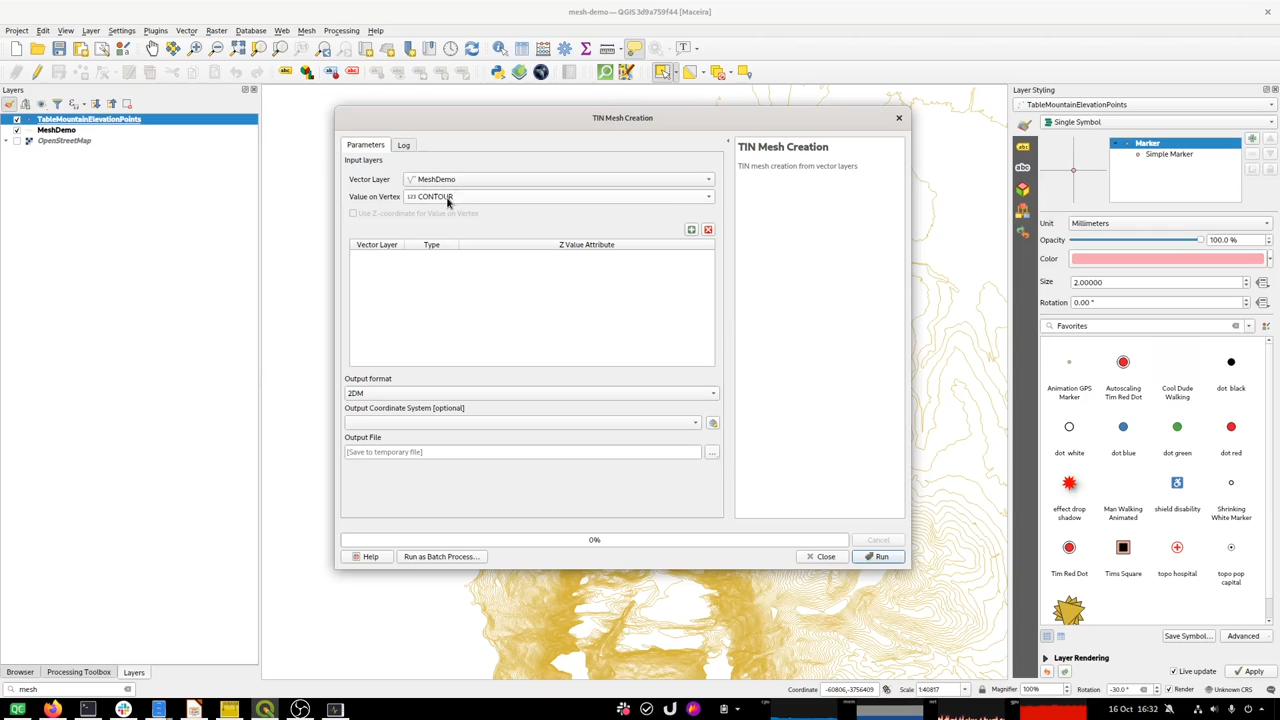 mesh-demo — QGIS 3d9a759f44 [Maceira]
Project Edit View Layer Settings Plugins Vector Raster Database Web Mesh Processing Help
Layers
TableMountainElevationPoints
MeshDemo
OpenStreetMap
Browser Processing Toolbox Layers
mesh
TIN Mesh Creation
Parameters Log
Input layers
Vector Layer MeshDemo
Value on Vertex 123 CONTOUR
Use Z-coordinate for Value on Vertex
Vector Layer Type Z Value Attribute
Output format
2DM
Output Coordinate System [optional]
Output File
[Save to temporary file] …
0% Cancel
Help Run as Batch Process… Close Run
TIN Mesh Creation
TIN mesh creation from vector layers
Layer Styling
TableMountainElevationPoints
Single Symbol
Marker
Simple Marker
Unit Millimeters
Opacity 100.0 %
Color
Size 2.00000
Rotation 0.00 °
Favorites
Animation GPS Marker
Autoscaling Tim Red Dot
Cool Dude Walking
dot black
dot white
dot blue
dot green
dot red
effect drop shadow
Man Walking Animated
shield disability
Shrinking White Marker
Tim Red Dot
Tims Square
topo hospital
topo pop capital
Save Symbol… Advanced
Layer Rendering
Live update Apply
Coordinate -60806,-3756409 Scale 1:40817 Magnifier 100% Rotation -30.0 ° Render Unknown CRS
16 Oct 16:32